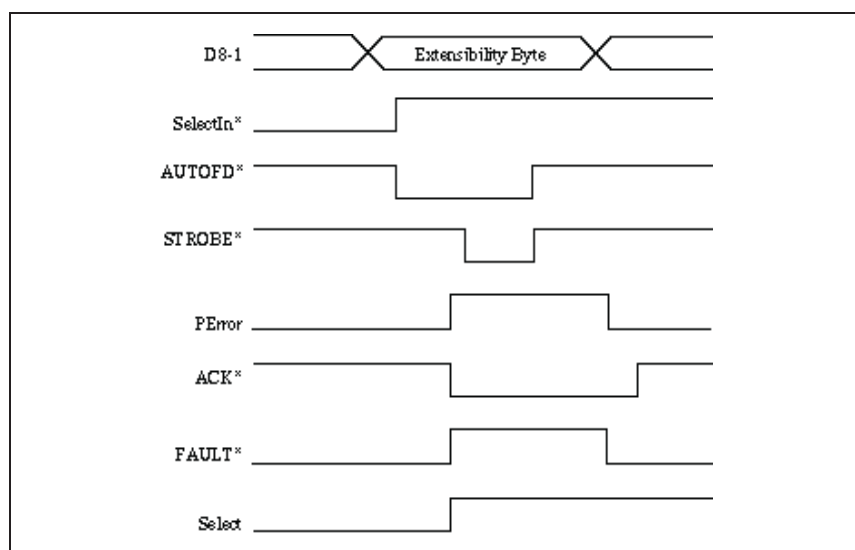 D8-1
Extensibility Byte
SelectIn*
AUTOFD*
STROBE*
PError
ACK*
FAULT*
Select